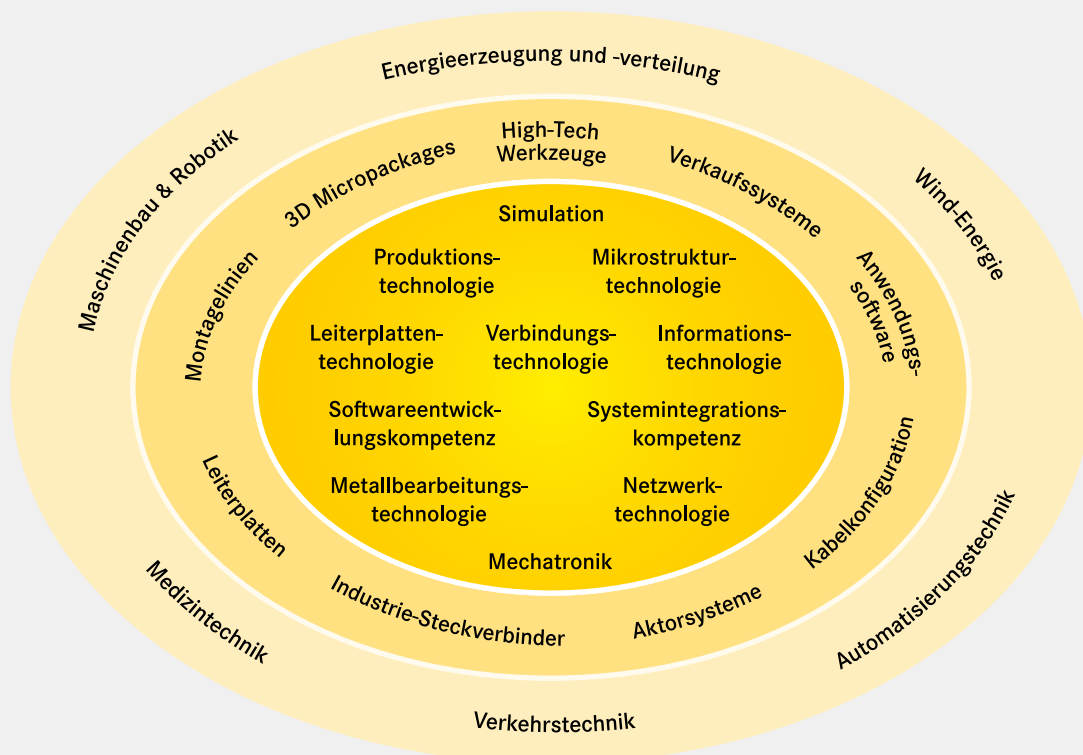 Energieerzeugung und -verteilung
Maschinenbau & Robotik
Wind-Energie
High-Tech
Werkzeuge
3D Micropackages
Verkaufssysteme
Montagelinien
Anwendungs-
software
Simulation
Produktions-
technologie
Mikrostruktur-
technologie
Leiterplatten-
technologie
Verbindungs-
technologie
Informations-
technologie
Softwareentwick-
lungskompetenz
Systemintegrations-
kompetenz
Metallbearbeitungs-
technologie
Netzwerk-
technologie
Mechatronik
Leiterplatten
Kabelkonfiguration
Industrie-Steckverbinder
Aktorsysteme
Medizintechnik
Automatisierungstechnik
Verkehrstechnik